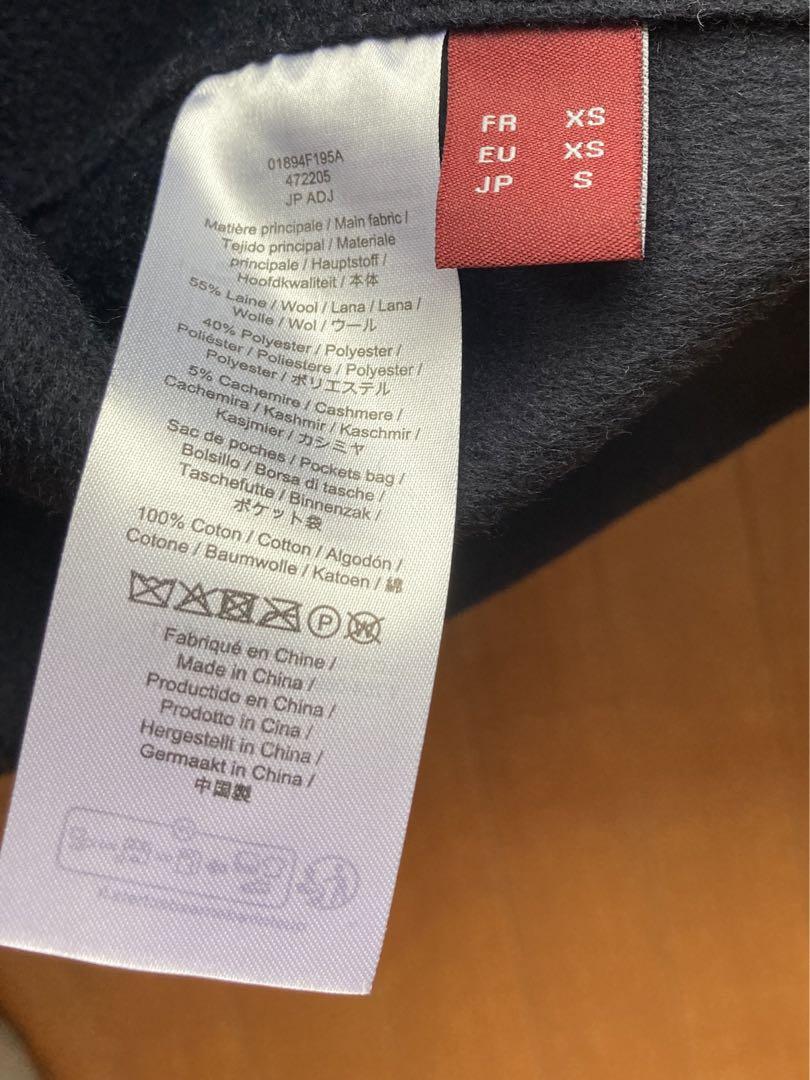 01894F195A
472205
JP ADJ
Matière principale / Main fabric /
Tejido principal / Materiale
principale / Hauptstoff /
Hoofdkwaliteit / 本体
55% Laine / Wool / Lana / Lana /
Wolle / Wol / ウール
40% Polyester / Polyester /
Poliéster / Poliestere / Polyester /
Polyester / ポリエステル
5% Cachemire / Cashmere /
Cachemira / Kashmir / Kaschmir /
Kasjmier / カシミヤ
Sac de poches / Pockets bag /
Bolsillo / Borsa di tasche /
Taschefutte / Binnenzak /
ポケット袋
100% Coton / Cotton / Algodón /
Cotone / Baumwolle / Katoen / 綿
P W
Fabriqué en Chine /
Made in China /
Productido en China /
Prodotto in Cina /
Hergestellt in China /
Germaakt in China /
中国製
FR XS
EU XS
JP S